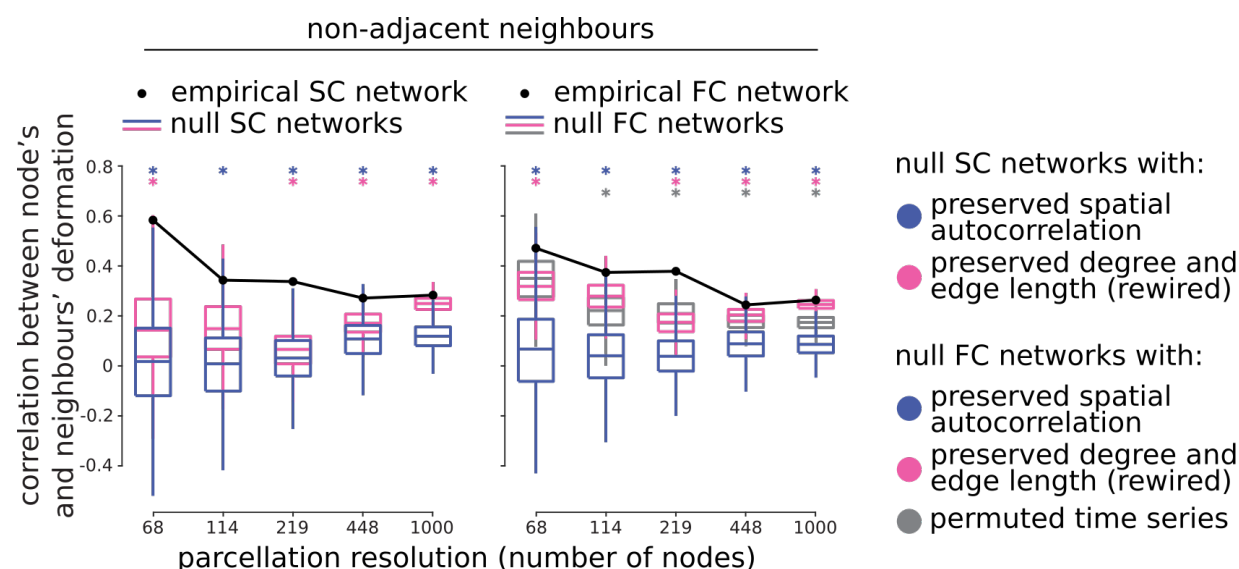 non-adjacent neighbours
empirical SC network
null SC networks
empirical FC network
null FC networks
correlation between node's
and neighbours' deformation
0.8
0.6
0.4
0.2
0
-0.2
-0.4
* * * * *
* * * *
* * * * *
* * * *
* * * *
68 114 219 448 1000
68 114 219 448 1000
parcellation resolution (number of nodes)
null SC networks with:
preserved spatial
autocorrelation
preserved degree and
edge length (rewired)
null FC networks with:
preserved spatial
autocorrelation
preserved degree and
edge length (rewired)
permuted time series